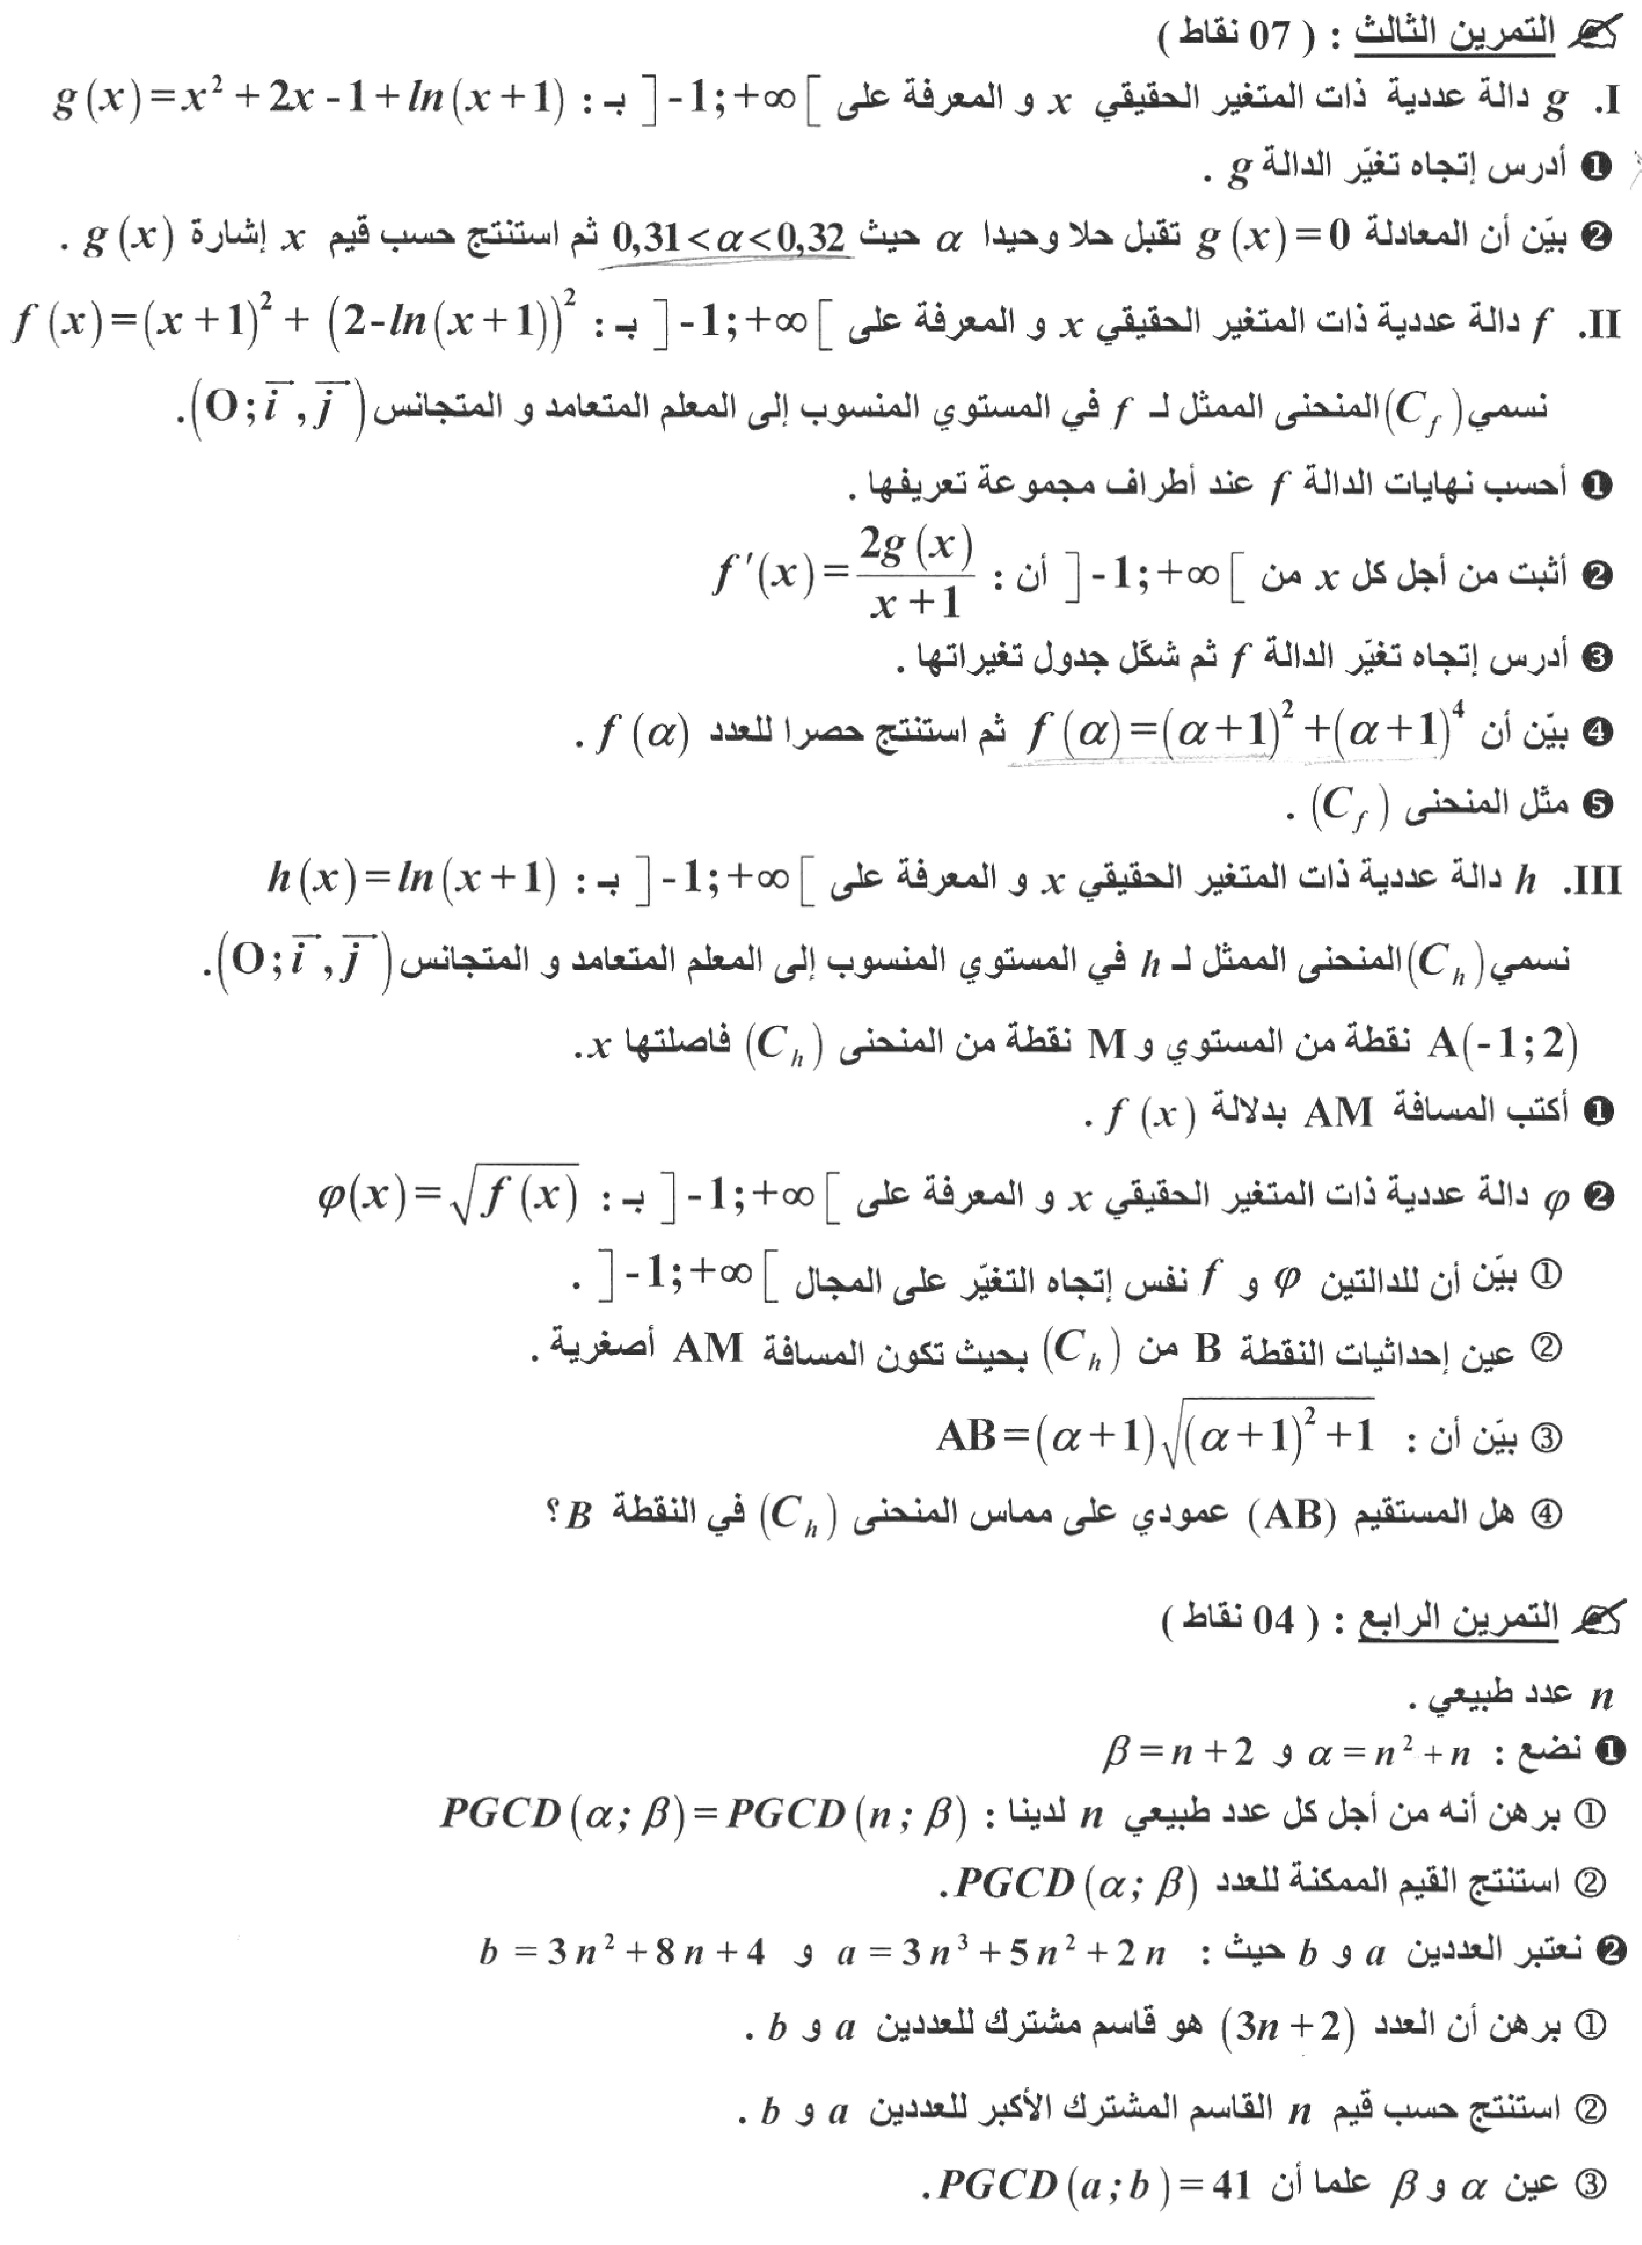 التمرين الثالث : ( 07 نقاط )
I. g دالة عددية ذات المتغير الحقيقي x و المعرفة على ]-1;+∞[ بـ : g(x)=x²+2x-1+ln(x+1)
❶ أدرس إتجاه تغيّر الدالة g .
❷ بيّن أن المعادلة g(x)=0 تقبل حلا وحيدا α حيث 0,31<α<0,32 ثم استنتج حسب قيم x إشارة g(x) .
II. f دالة عددية ذات المتغير الحقيقي x و المعرفة على ]-1;+∞[ بـ : f(x)=(x+1)²+(2-ln(x+1))²
نسمي (C_f) المنحنى الممثل لـ f في المستوي المنسوب إلى المعلم المتعامد و المتجانس (O;i⃗,j⃗).
❶ أحسب نهايات الدالة f عند أطراف مجموعة تعريفها .
❷ أثبت من أجل كل x من ]-1;+∞[ أن : f'(x)=2g(x)/(x+1)
❸ أدرس إتجاه تغيّر الدالة f ثم شكّل جدول تغيراتها .
❹ بيّن أن f(α)=(α+1)²+(α+1)⁴ ثم استنتج حصرا للعدد f(α) .
❺ مثّل المنحنى (C_f) .
III. h دالة عددية ذات المتغير الحقيقي x و المعرفة على ]-1;+∞[ بـ : h(x)=ln(x+1)
نسمي (C_h) المنحنى الممثل لـ h في المستوي المنسوب إلى المعلم المتعامد و المتجانس (O;i⃗,j⃗).
A(-1;2) نقطة من المستوي و M نقطة من المنحنى (C_h) فاصلتها x.
❶ أكتب المسافة AM بدلالة f(x) .
❷ φ دالة عددية ذات المتغير الحقيقي x و المعرفة على ]-1;+∞[ بـ : φ(x)=√f(x)
① بيّن أن للدالتين φ و f نفس إتجاه التغيّر على المجال ]-1;+∞[ .
② عين إحداثيات النقطة B من (C_h) بحيث تكون المسافة AM أصغرية .
③ بيّن أن : AB=(α+1)√((α+1)²+1)
④ هل المستقيم (AB) عمودي على مماس المنحنى (C_h) في النقطة B؟
التمرين الرابع : ( 04 نقاط )
n عدد طبيعي .
❶ نضع : α=n²+n و β=n+2
① برهن أنه من أجل كل عدد طبيعي n لدينا : PGCD(α;β)=PGCD(n;β)
② استنتج القيم الممكنة للعدد PGCD(α;β).
❷ نعتبر العددين a و b حيث : a=3n³+5n²+2n و b=3n²+8n+4
① برهن أن العدد (3n+2) هو قاسم مشترك للعددين a و b .
② استنتج حسب قيم n القاسم المشترك الأكبر للعددين a و b .
③ عين α و β علما أن PGCD(a;b)=41.